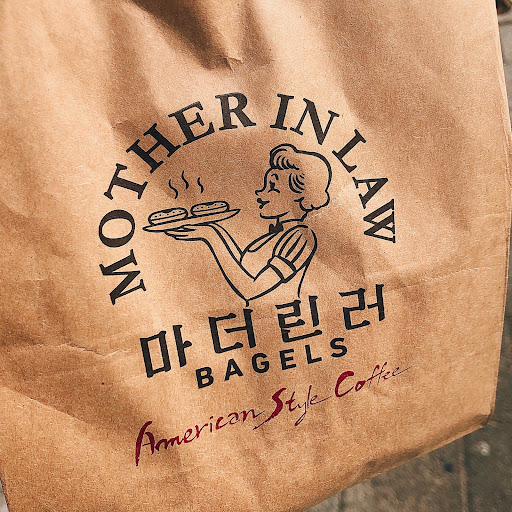 MOTHER IN LAW
마더린러
BAGELS
American Style Coffee